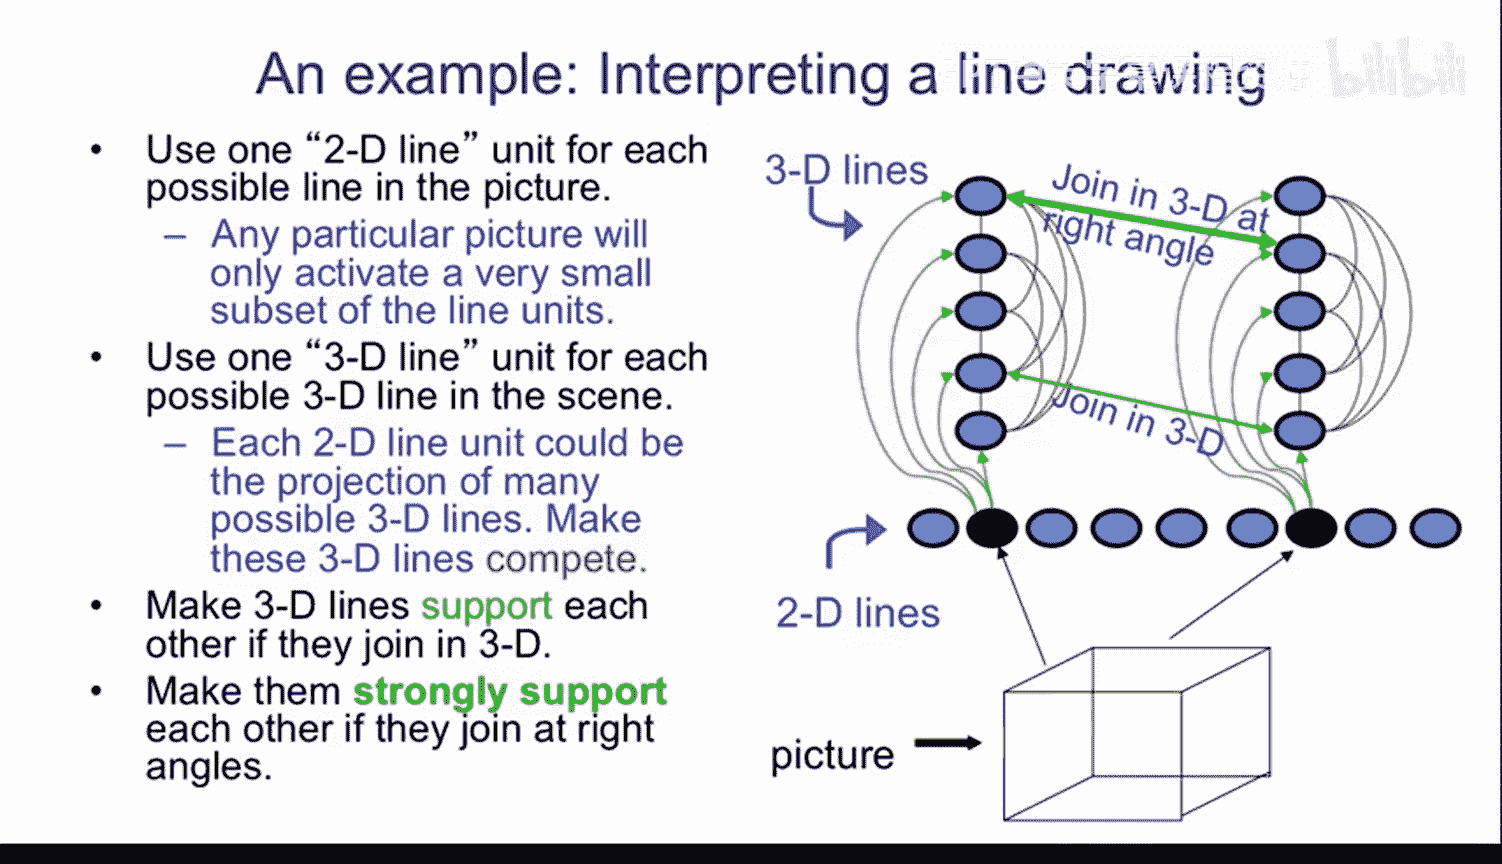 An example: Interpreting a line drawing
• Use one “2-D line” unit for each
possible line in the picture.
– Any particular picture will
only activate a very small
subset of the line units.
• Use one “3-D line” unit for each
possible 3-D line in the scene.
– Each 2-D line unit could be
the projection of many
possible 3-D lines. Make
these 3-D lines compete.
• Make 3-D lines support each
other if they join in 3-D.
• Make them strongly support
each other if they join at right
angles.
3-D lines
Join in 3-D at
right angle
Join in 3-D
2-D lines
picture
bilibili